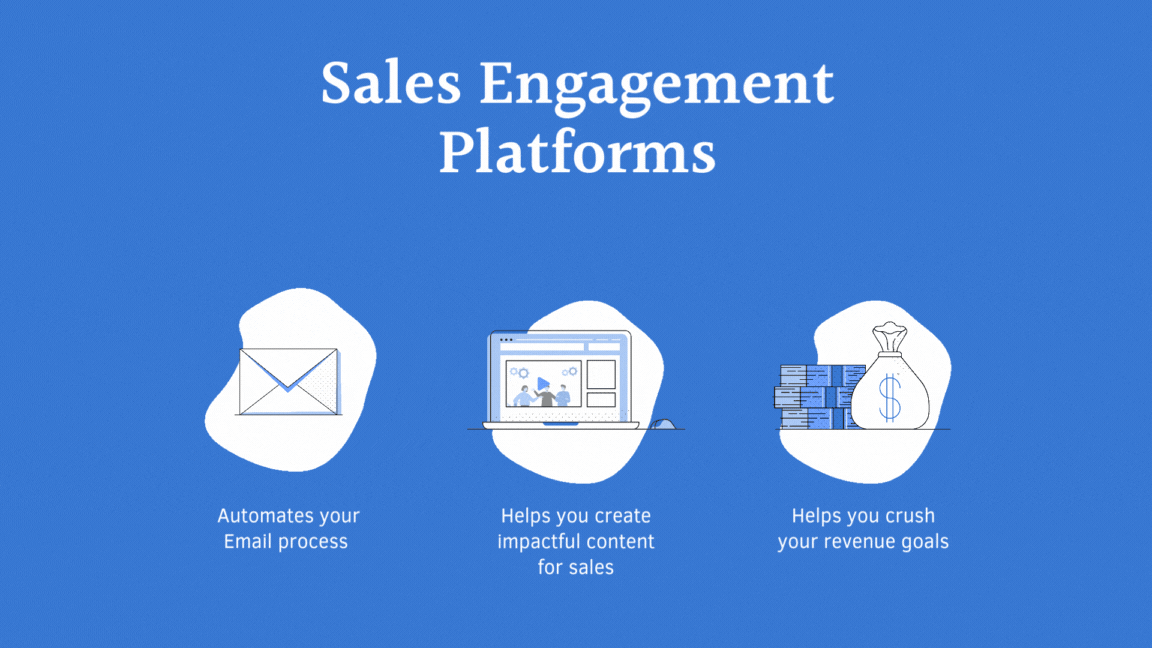 Sales Engagement
Platforms
Automates your
Email process
Helps you create
impactful content
for sales
Helps you crush
your revenue goals
$